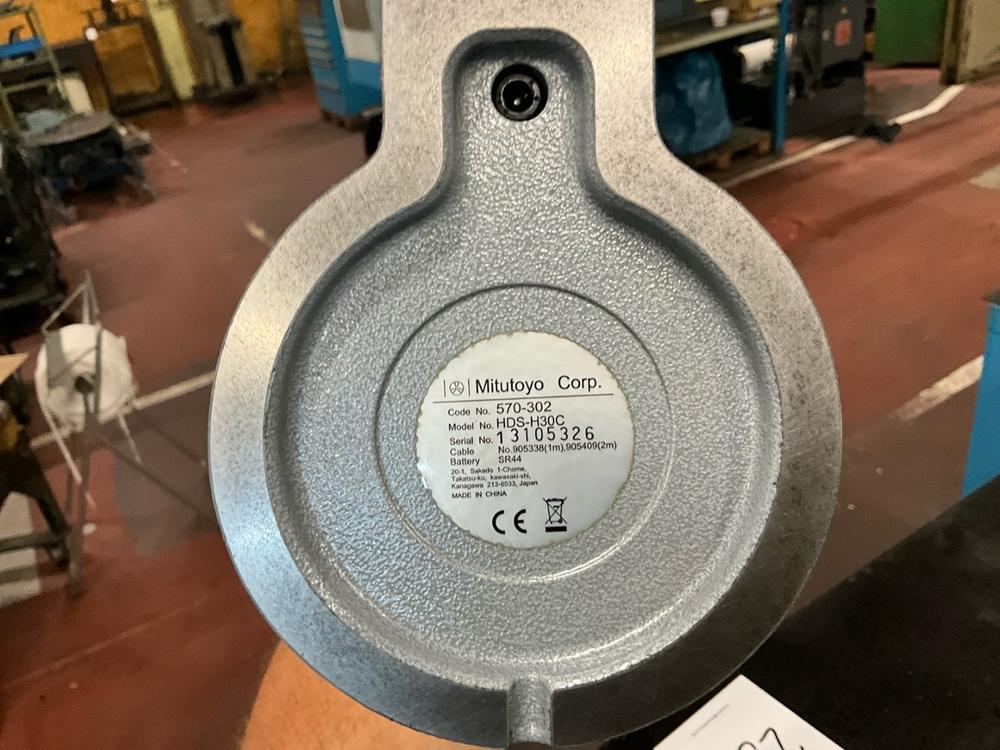 Mitutoyo Corp.
Code No. 570-302
Model No. HDS-H30C
Serial No. 13105326
Cable No.905338(1m),905409(2m)
Battery SR44
20-1, Sakado 1-Chome,
Takatsu-ku, kawasaki-shi,
Kanagawa 213-8533, Japan
MADE IN CHINA
CE